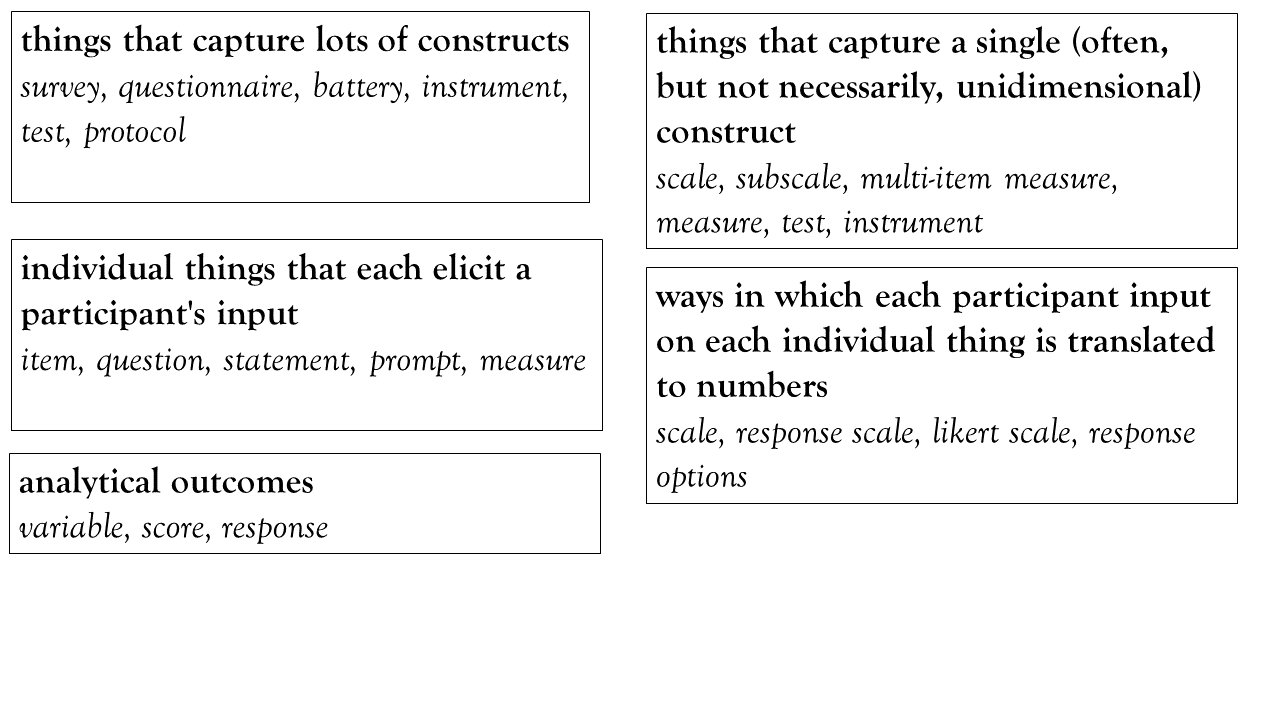 things that capture lots of constructs
survey, questionnaire, battery, instrument,
test, protocol
things that capture a single (often,
but not necessarily, unidimensional)
construct
scale, subscale, multi-item measure,
measure, test, instrument
individual things that each elicit a
participant's input
item, question, statement, prompt, measure
ways in which each participant input
on each individual thing is translated
to numbers
scale, response scale, likert scale, response
options
analytical outcomes
variable, score, response